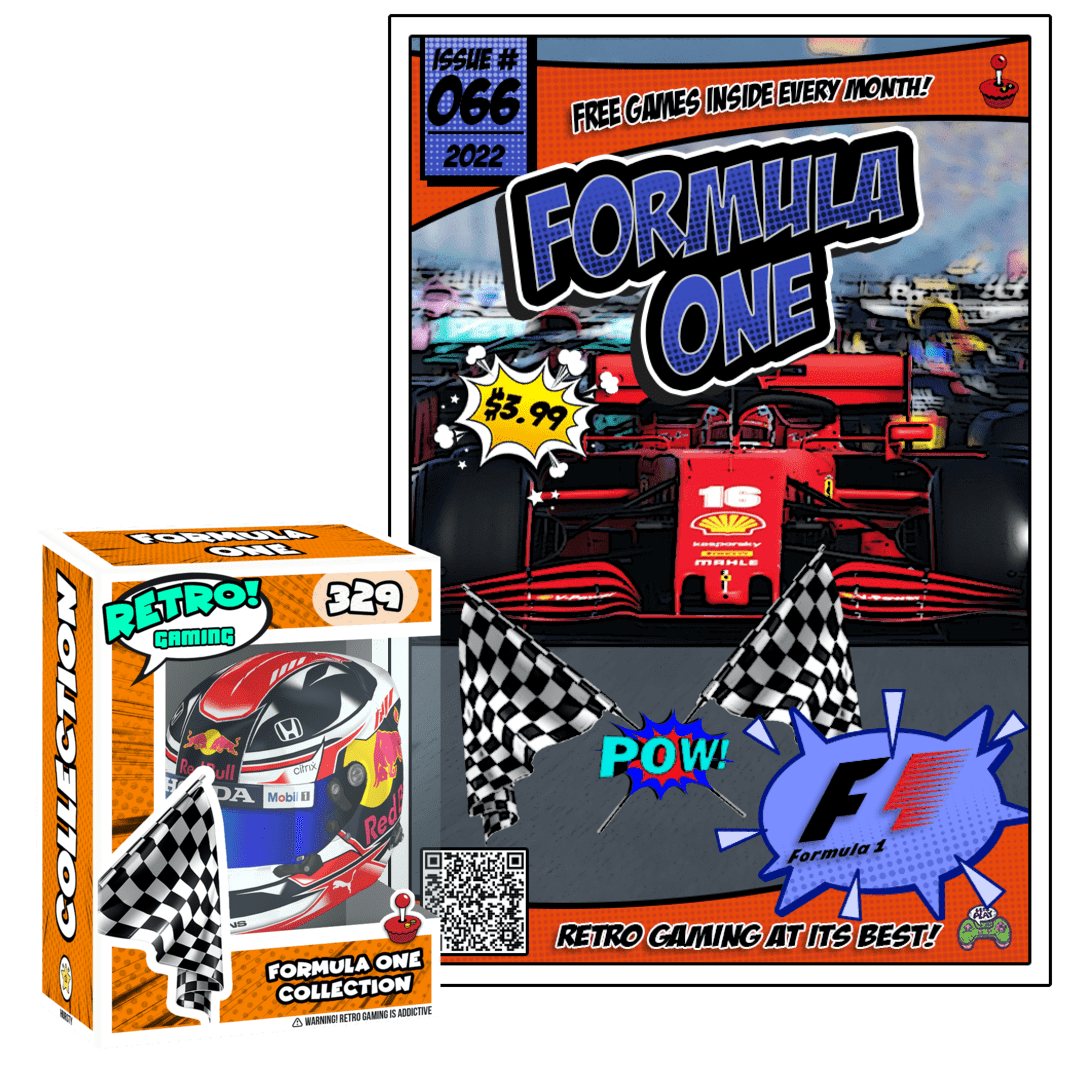 ISSUE #
066
2022
FREE GAMES INSIDE EVERY MONTH!
FORMULA
ONE
$3.99
16
kaspersky
MAHLE
POW!
F1
Formula 1
RETRO GAMING AT ITS BEST!
FORMULA
ONE
COLLECTION
RETRO!
GAMING
329
citrix
Red Bull
HONDA
Mobil 1
Red B
FORMULA ONE
COLLECTION
WARNING! RETRO GAMING IS ADDICTIVE